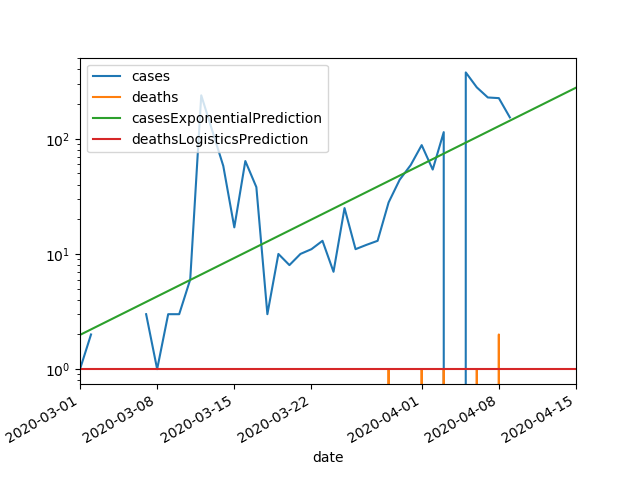 cases
deaths
casesExponentialPrediction
deathsLogisticsPrediction
10²
10¹
10⁰
2020-03-01
2020-03-08
2020-03-15
2020-03-22
2020-04-01
2020-04-08
2020-04-15
date